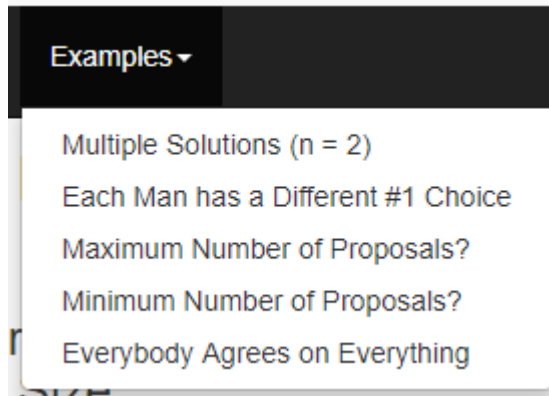 Examples
Multiple Solutions (n = 2)
Each Man has a Different #1 Choice
Maximum Number of Proposals?
Minimum Number of Proposals?
Everybody Agrees on Everything